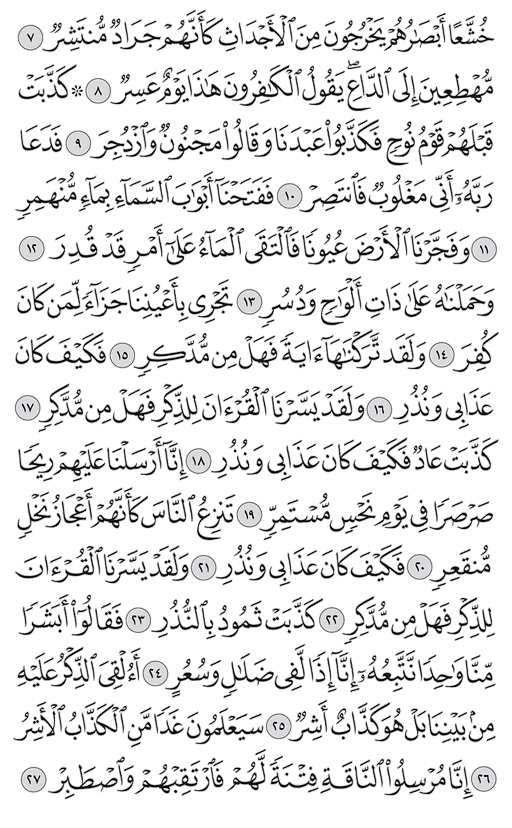 خُشَّعًا أَبْصَٰرُهُمْ يَخْرُجُونَ مِنَ ٱلْأَجْدَاثِ كَأَنَّهُمْ جَرَادٌ مُّنتَشِرٌ ٧
مُّهْطِعِينَ إِلَى ٱلدَّاعِ ۖ يَقُولُ ٱلْكَٰفِرُونَ هَٰذَا يَوْمٌ عَسِرٌ ٨ ۞ كَذَّبَتْ
قَبْلَهُمْ قَوْمُ نُوحٍ فَكَذَّبُوا۟ عَبْدَنَا وَقَالُوا۟ مَجْنُونٌ وَٱزْدُجِرَ ٩ فَدَعَا
رَبَّهُۥٓ أَنِّى مَغْلُوبٌ فَٱنتَصِرْ ١٠ فَفَتَحْنَآ أَبْوَٰبَ ٱلسَّمَآءِ بِمَآءٍ مُّنْهَمِرٍ
١١ وَفَجَّرْنَا ٱلْأَرْضَ عُيُونًا فَٱلْتَقَى ٱلْمَآءُ عَلَىٰٓ أَمْرٍ قَدْ قُدِرَ ١٢
وَحَمَلْنَٰهُ عَلَىٰ ذَاتِ أَلْوَٰحٍ وَدُسُرٍ ١٣ تَجْرِى بِأَعْيُنِنَا جَزَآءً لِّمَن كَانَ
كُفِرَ ١٤ وَلَقَد تَّرَكْنَٰهَآ ءَايَةً فَهَلْ مِن مُّدَّكِرٍ ١٥ فَكَيْفَ كَانَ
عَذَابِى وَنُذُرِ ١٦ وَلَقَدْ يَسَّرْنَا ٱلْقُرْءَانَ لِلذِّكْرِ فَهَلْ مِن مُّدَّكِرٍ ١٧
كَذَّبَتْ عَادٌ فَكَيْفَ كَانَ عَذَابِى وَنُذُرِ ١٨ إِنَّآ أَرْسَلْنَا عَلَيْهِمْ رِيحًا
صَرْصَرًا فِى يَوْمِ نَحْسٍ مُّسْتَمِرٍّ ١٩ تَنزِعُ ٱلنَّاسَ كَأَنَّهُمْ أَعْجَازُ نَخْلٍ
مُّنقَعِرٍ ٢٠ فَكَيْفَ كَانَ عَذَابِى وَنُذُرِ ٢١ وَلَقَدْ يَسَّرْنَا ٱلْقُرْءَانَ
لِلذِّكْرِ فَهَلْ مِن مُّدَّكِرٍ ٢٢ كَذَّبَتْ ثَمُودُ بِٱلنُّذُرِ ٢٣ فَقَالُوٓا۟ أَبَشَرًا
مِّنَّا وَٰحِدًا نَّتَّبِعُهُۥٓ إِنَّآ إِذًا لَّفِى ضَلَٰلٍ وَسُعُرٍ ٢٤ أَءُلْقِىَ ٱلذِّكْرُ عَلَيْهِ
مِنۢ بَيْنِنَا بَلْ هُوَ كَذَّابٌ أَشِرٌ ٢٥ سَيَعْلَمُونَ غَدًا مَّنِ ٱلْكَذَّابُ ٱلْأَشِرُ
٢٦ إِنَّا مُرْسِلُوا۟ ٱلنَّاقَةِ فِتْنَةً لَّهُمْ فَٱرْتَقِبْهُمْ وَٱصْطَبِرْ ٢٧